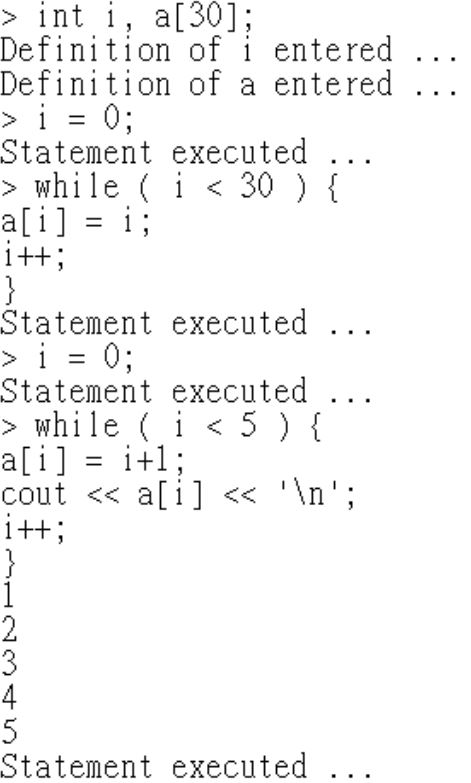 > int i, a[30];
Definition of i entered ...
Definition of a entered ...
> i = 0;
Statement executed ...
> while ( i < 30 ) {
a[i] = i;
i++;
}
Statement executed ...
> i = 0;
Statement executed ...
> while ( i < 5 ) {
a[i] = i+1;
cout << a[i] << '\n';
i++;
}
1
2
3
4
5
Statement executed ...